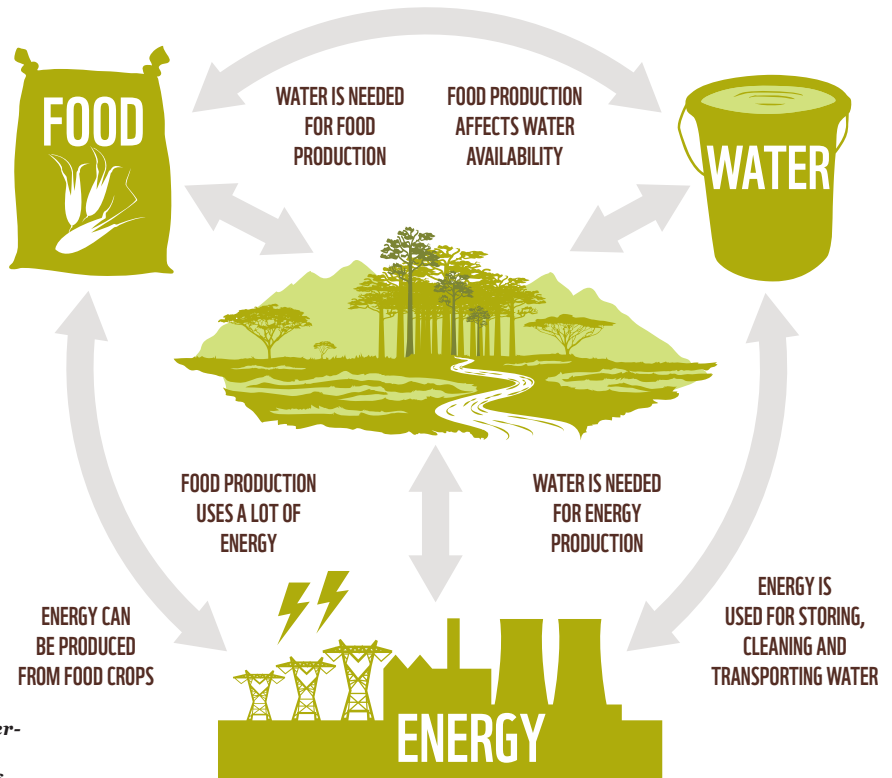 FOOD
WATER IS NEEDED
FOR FOOD
PRODUCTION
FOOD PRODUCTION
AFFECTS WATER
AVAILABILITY
WATER
FOOD PRODUCTION
USES A LOT OF
ENERGY
WATER IS NEEDED
FOR ENERGY
PRODUCTION
ENERGY CAN
BE PRODUCED
FROM FOOD CROPS
ENERGY IS
USED FOR STORING,
CLEANING AND
TRANSPORTING WATER
ENERGY
er-